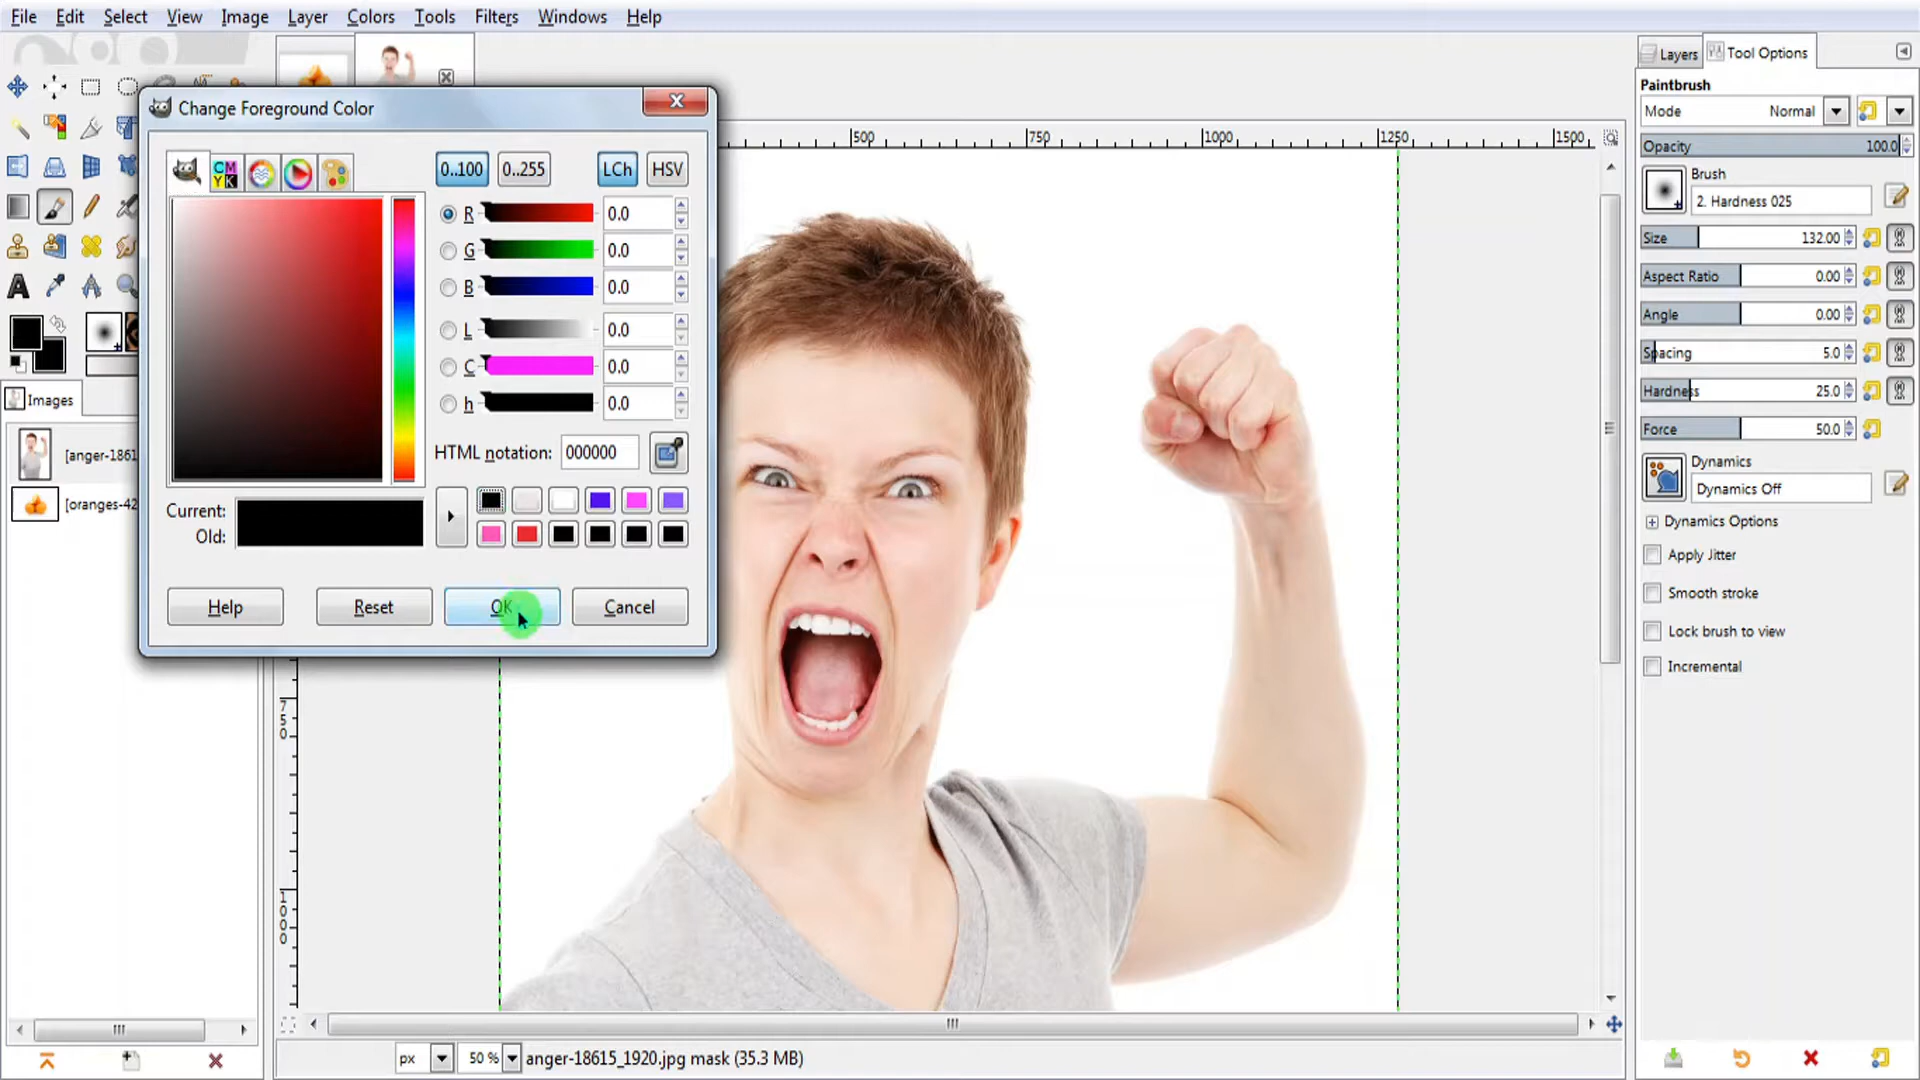 File Edit Select View Image Layer Colors Tools Filters Windows Help
Change Foreground Color
CM
YK
0..100 0..255 LCh HSV
R 0.0
G 0.0
B 0.0
L 0.0
C 0.0
h 0.0
HTML notation: 000000
Current:
Old:
Help Reset OK Cancel
Images
[anger-1861
[oranges-42
500 750 1000 1250 1500
750
1000
px 50 % anger-18615_1920.jpg mask (35.3 MB)
Layers Tool Options
Paintbrush
Mode Normal
Opacity 100.0
Brush
2. Hardness 025
Size 132.00
Aspect Ratio 0.00
Angle 0.00
Spacing 5.0
Hardness 25.0
Force 50.0
Dynamics
Dynamics Off
Dynamics Options
Apply Jitter
Smooth stroke
Lock brush to view
Incremental